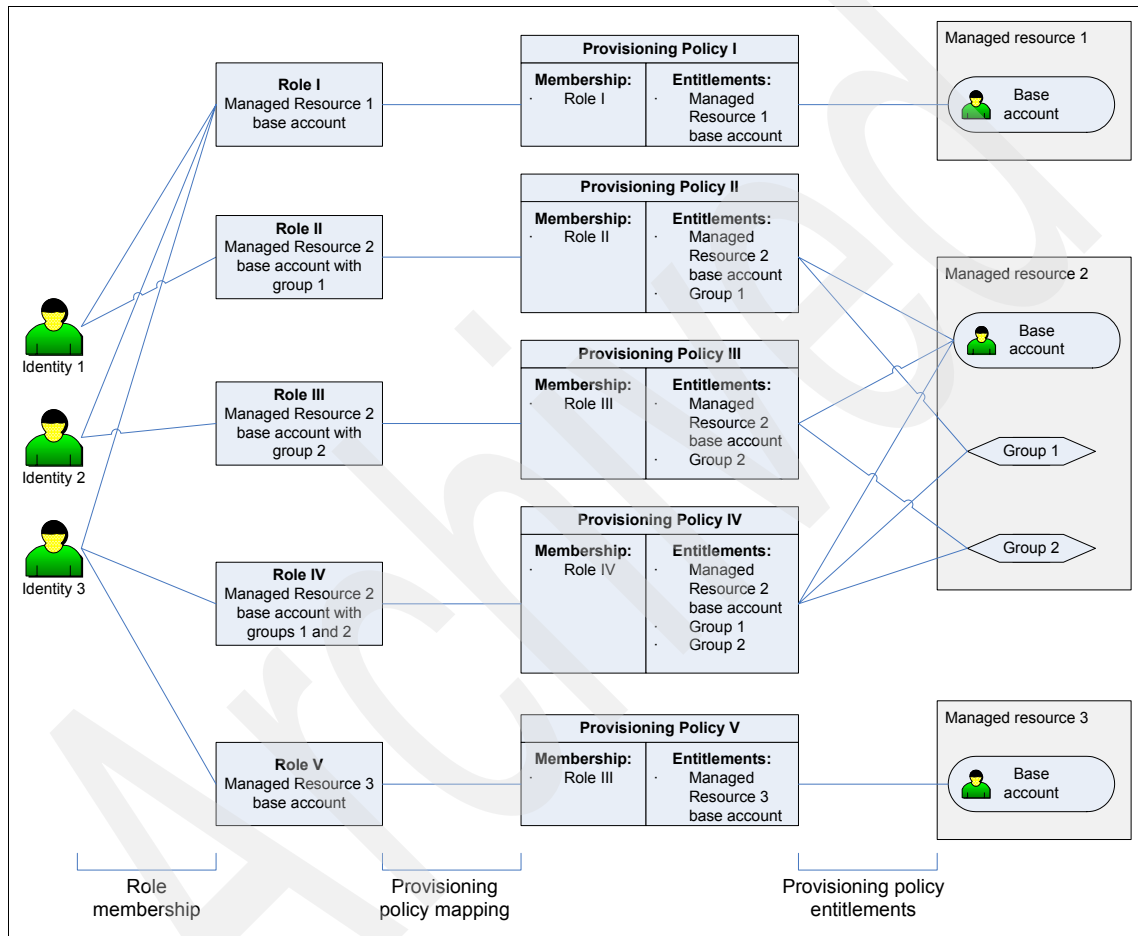 Role I
Managed Resource 1
base account
Role II
Managed Resource 2
base account with
group 1
Role III
Managed Resource 2
base account with
group 2
Role IV
Managed Resource 2
base account with
groups 1 and 2
Role V
Managed Resource 3
base account
Identity 1
Identity 2
Identity 3
Provisioning Policy I
Membership:
· Role I
Entitlements:
· Managed
Resource 1
base account
Provisioning Policy II
Membership:
· Role II
Entitlements:
· Managed
Resource 2
base account
· Group 1
Provisioning Policy III
Membership:
· Role III
Entitlements:
· Managed
Resource 2
base account
· Group 2
Provisioning Policy IV
Membership:
· Role IV
Entitlements:
· Managed
Resource 2
base account
· Group 1
· Group 2
Provisioning Policy V
Membership:
· Role III
Entitlements:
· Managed
Resource 3
base account
Managed resource 1
Base
account
Managed resource 2
Base
account
Group 1
Group 2
Managed resource 3
Base
account
Role
membership
Provisioning
policy mapping
Provisioning policy
entitlements
Archived